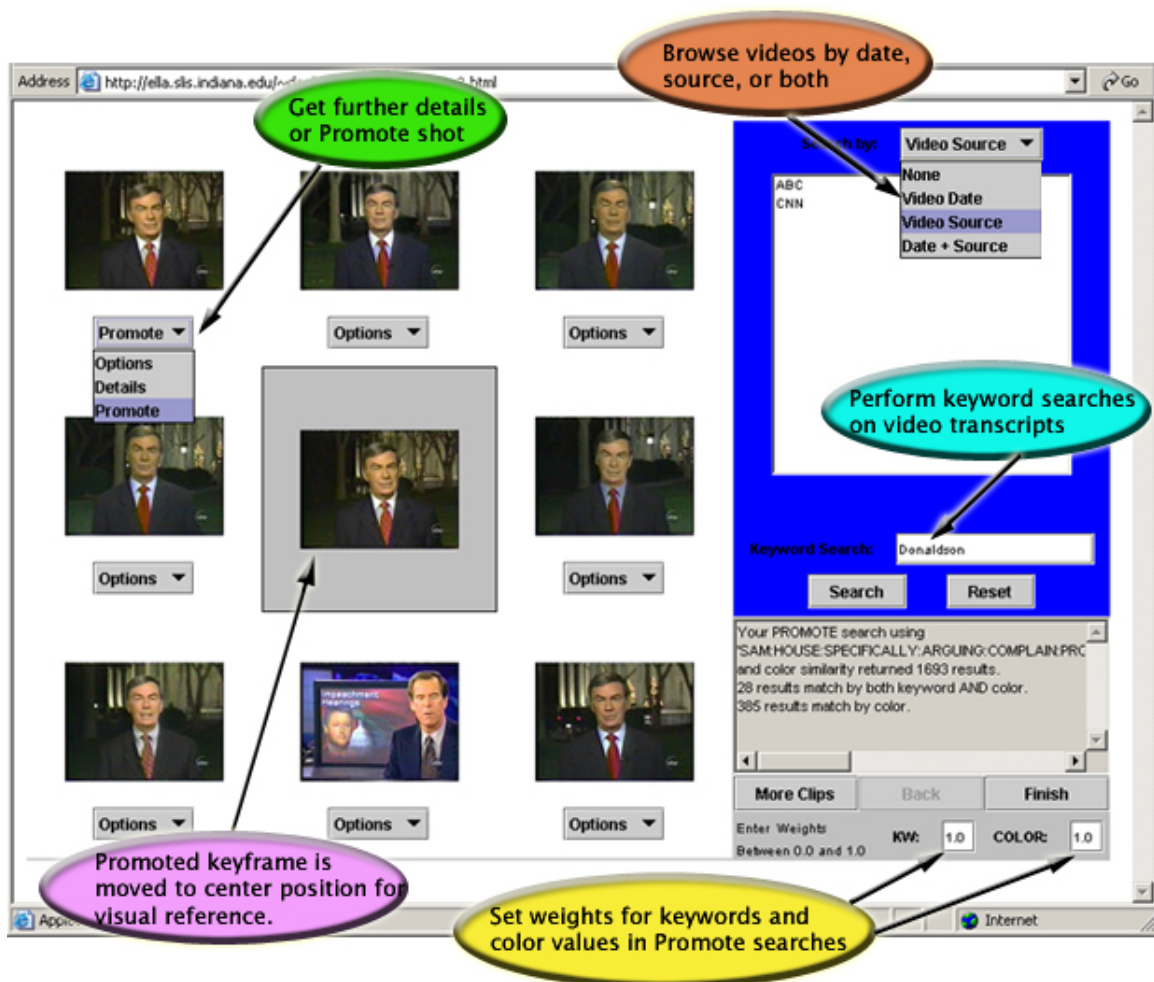 Browse videos by date,
source, or both
Address http://ella.slis.indiana.edu/ .html Go
Get further details
or Promote shot
Search by: Video Source
None
Video Date
Video Source
Date + Source
ABC
CNN
Promote
Options
Details
Promote
Options
Options
Perform keyword searches
on video transcripts
Keyword Search: Donaldson
Search Reset
Options
Options
Your PROMOTE search using
"SAM:HOUSE:SPECIFICALLY:ARGUING:COMPLAIN:PRO
and color similarity returned 1693 results.
28 results match by both keyword AND color.
385 results match by color.
Impeachment
Hearings
More Clips Back Finish
Options
Options
Options
Enter Weights
Between 0.0 and 1.0
KW: 1.0 COLOR: 1.0
Promoted keyframe is
moved to center position for
visual reference.
Set weights for keywords and
color values in Promote searches
Internet